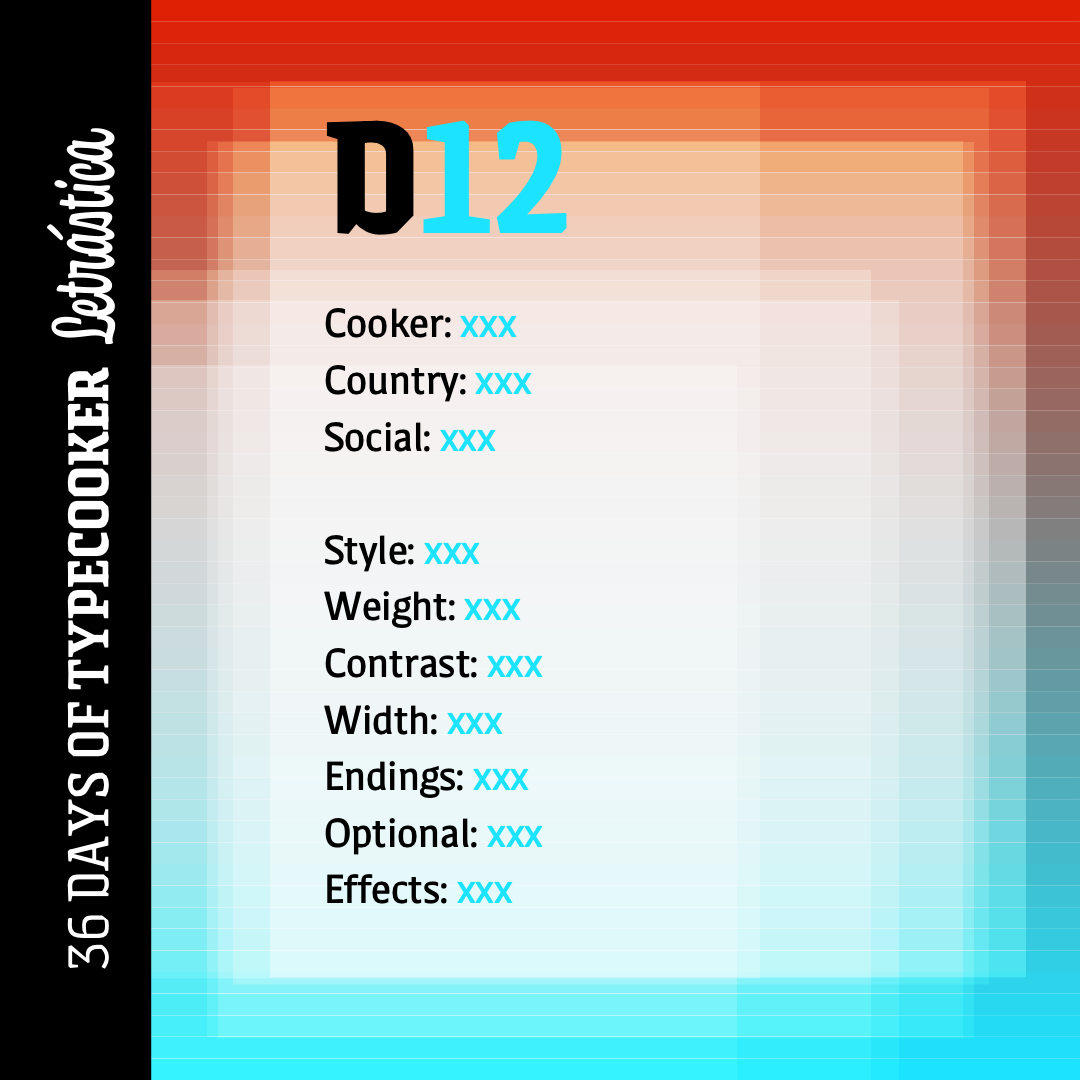 36 DAYS OF TYPECOOKER Letrástica
D12
Cooker: xxx
Country: xxx
Social: xxx
Style: xxx
Weight: xxx
Contrast: xxx
Width: xxx
Endings: xxx
Optional: xxx
Effects: xxx